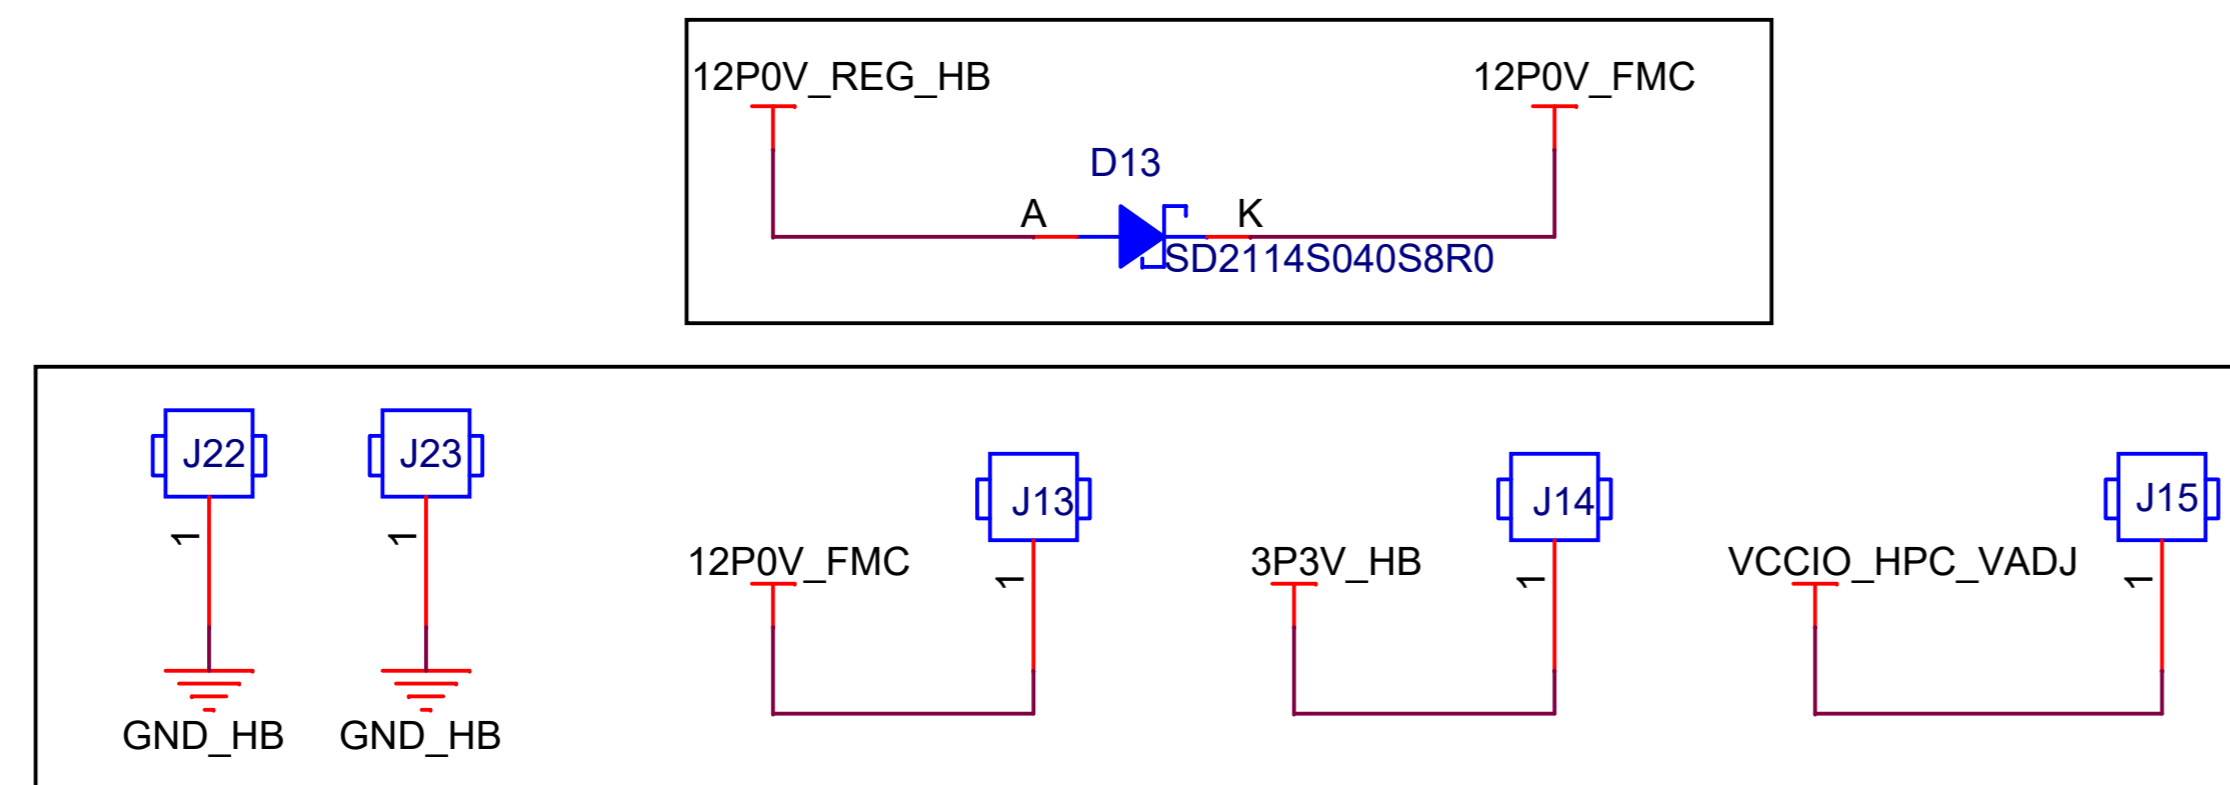 12P0V_REG_HB
12P0V_FMC
D13
A
K
SD2114S040S8R0
J22
J23
J13
J14
J15
1
1
1
1
1
12P0V_FMC
3P3V_HB
VCCIO_HPC_VADJ
GND_HB
GND_HB